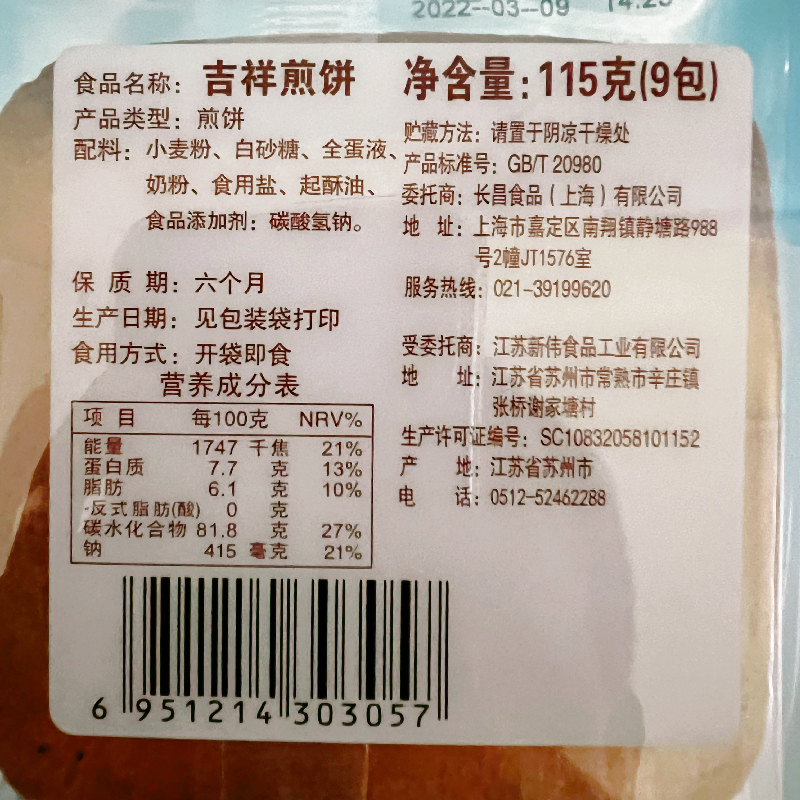 2022--03--09 14:25
食品名称：吉祥煎饼
产品类型：煎饼
配料：小麦粉、白砂糖、全蛋液、
奶粉、食用盐、起酥油、
食品添加剂：碳酸氢钠。
保 质 期：六个月
生产日期：见包装袋打印
食用方式：开袋即食
营养成分表
项 目 每100克 NRV%
能量 1747 千焦 21%
蛋白质 7.7 克 13%
脂肪 6.1 克 10%
-反式脂肪(酸) 0 克
碳水化合物 81.8 克 27%
钠 415 毫克 21%
6 951214 303057
净含量：115克(9包)
贮藏方法：请置于阴凉干燥处
产品标准号：GB/T 20980
委托商：长昌食品（上海）有限公司
地 址：上海市嘉定区南翔镇静塘路988
号2幢JT1576室
服务热线：021-39199620
受委托商：江苏新伟食品工业有限公司
地 址：江苏省苏州市常熟市辛庄镇
张桥谢家塘村
生产许可证编号：SC10832058101152
产 地：江苏省苏州市
电 话：0512-52462288